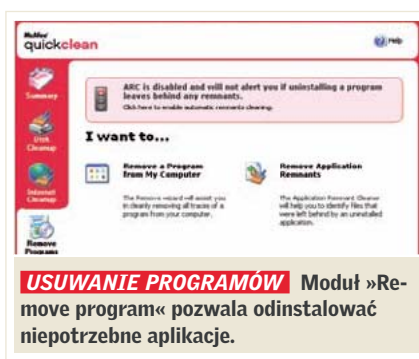 McAfee
quickclean
Help
Summary
ARC is disabled and will not alert you if uninstalling a program
leaves behind any remnants.
Click here to enable automatic remnants cleaning.
Disk
Cleanup
I want to...
Internet
Cleanup
Remove a Program
from My Computer
Remove Application
Remnants
The Remove wizard will assist you
in cleanly removing all traces of a
program from your computer.
The Application Remnant Cleaner
will help you to identify files that
were left behind by an uninstalled
application.
Remove
Programs
USUWANIE PROGRAMÓW Moduł »Re-
move program« pozwala odinstalować
niepotrzebne aplikacje.